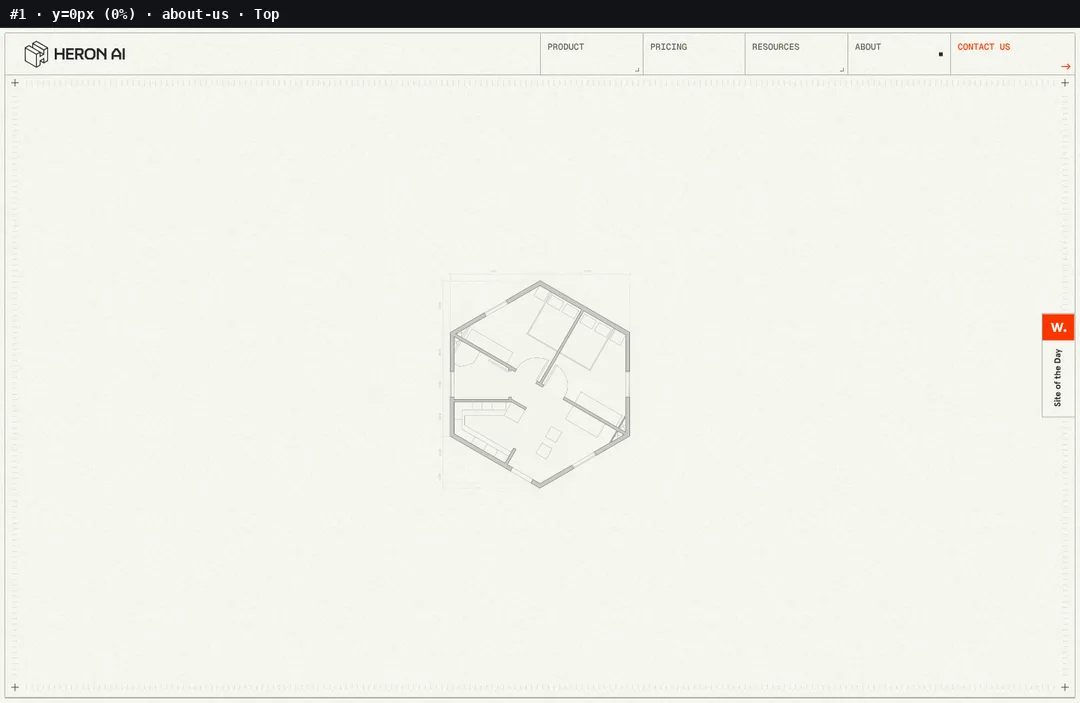 #1 · y=0px (0%) · about-us · Top
HERON AI
PRODUCT
PRICING
RESOURCES
ABOUT
CONTACT US
W.
Site of the Day